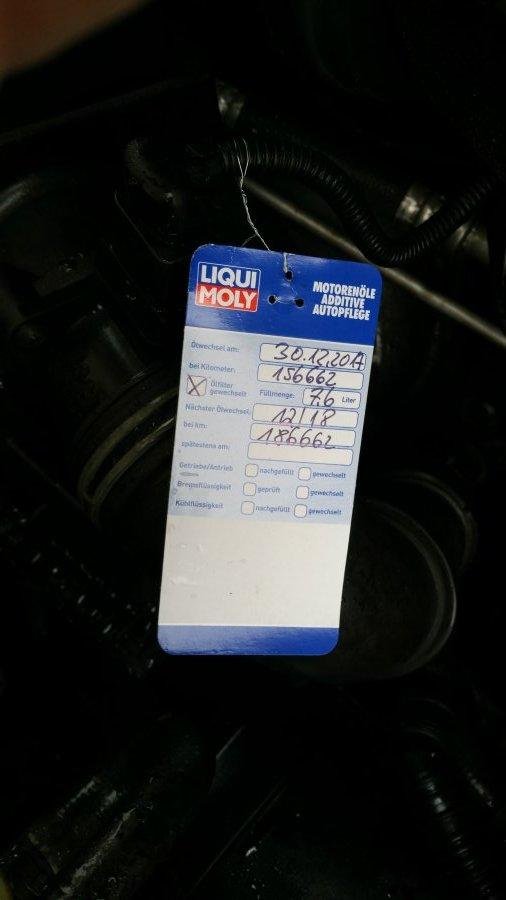 LIQUI
MOLY
MOTORENÖLE
ADDITIVE
AUTOPFLEGE
Ölwechsel am: 30.12.2017
bei Kilometer: 156662
X Ölfilter gewechselt Füllmenge: 7,6 Liter
Nächster Ölwechsel: 12/18
bei km: 186662
spätestens am:
Getriebe/Antrieb nachgefüllt gewechselt
Bremsflüssigkeit geprüft gewechselt
Kühlflüssigkeit nachgefüllt gewechselt